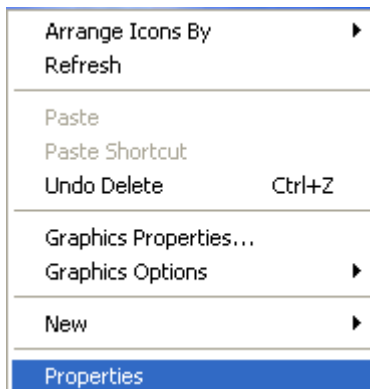 Arrange Icons By
Refresh
Paste
Paste Shortcut
Undo Delete Ctrl+Z
Graphics Properties...
Graphics Options
New
Properties